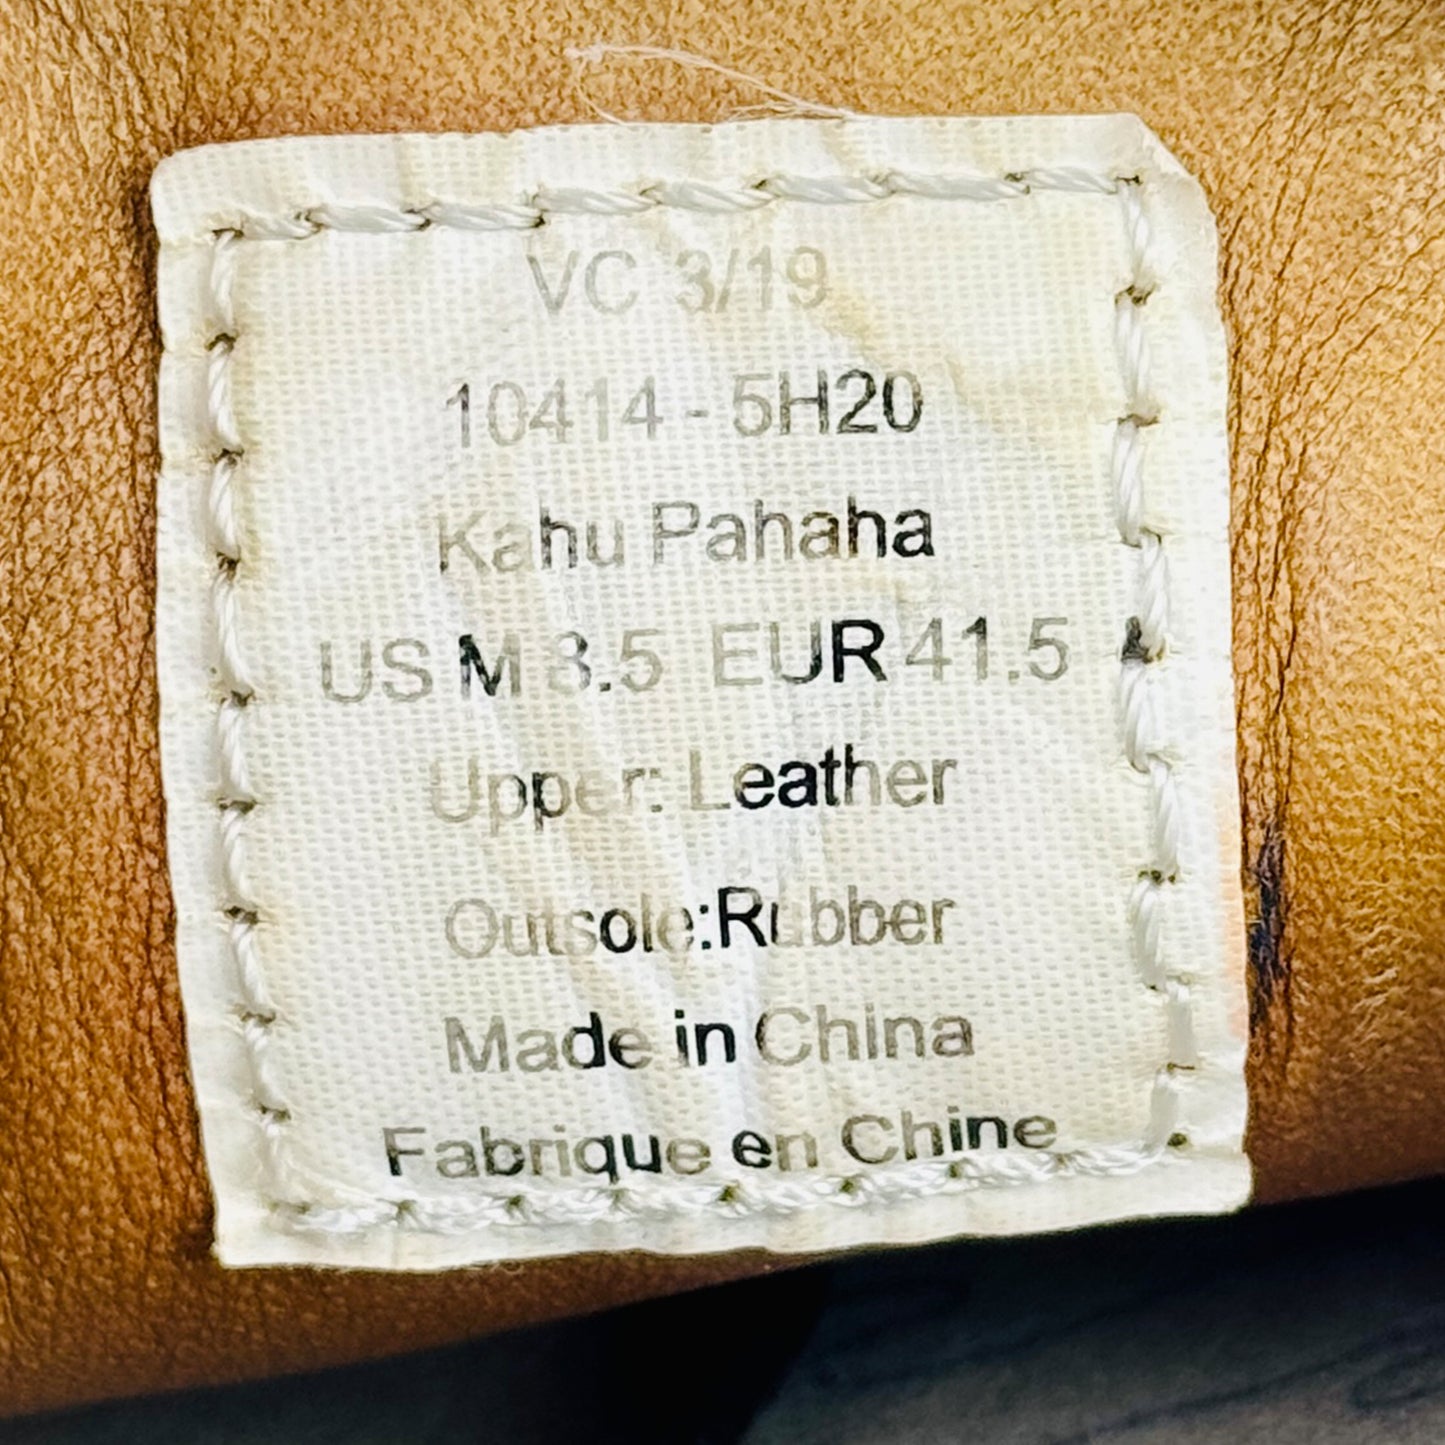 VC 3/19
10414 - 5H20
Kahu Pahaha
US M 8.5 EUR 41.5
Upper: Leather
Outsole:Rubber
Made in China
Fabrique en Chine